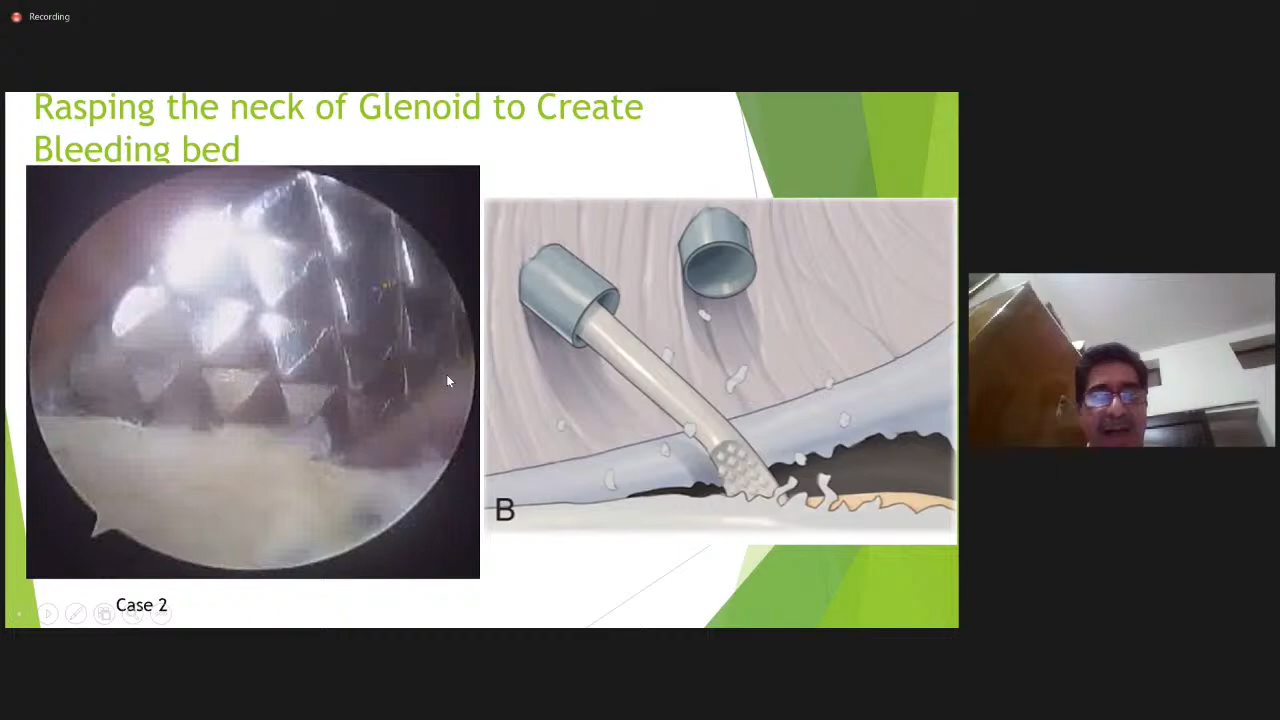 Recording
Rasping the neck of Glenoid to Create
Bleeding bed
B
Case 2